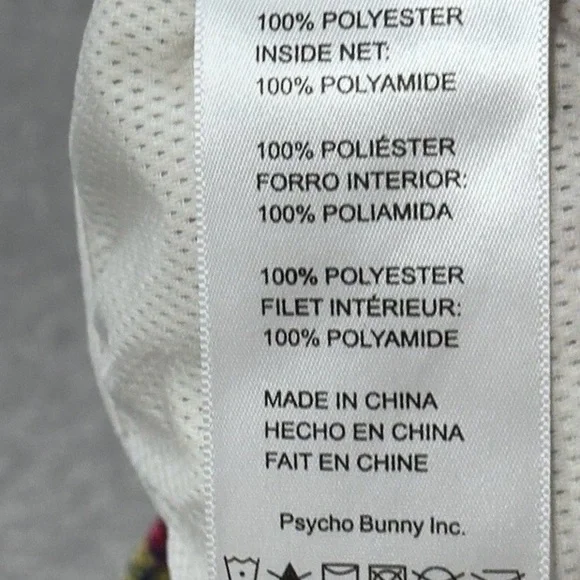 100% POLYESTER
INSIDE NET:
100% POLYAMIDE
100% POLIÉSTER
FORRO INTERIOR:
100% POLIAMIDA
100% POLYESTER
FILET INTÉRIEUR:
100% POLYAMIDE
MADE IN CHINA
HECHO EN CHINA
FAIT EN CHINE
Psycho Bunny Inc.